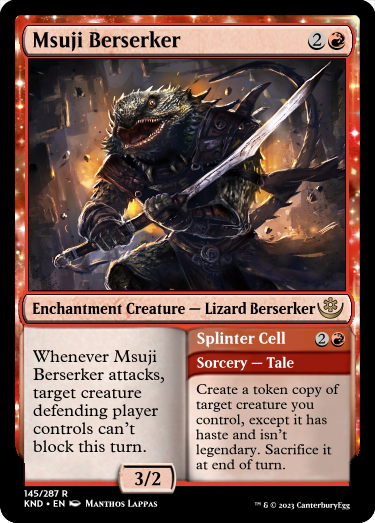 Msuji Berserker 2
Enchantment Creature — Lizard Berserker
Whenever Msuji
Berserker attacks,
target creature
defending player
controls can't
block this turn.
Splinter Cell 2
Sorcery — Tale
Create a token copy of
target creature you
control, except it has
haste and isn't
legendary. Sacrifice it
at end of turn.
3/2
145/287 R
KND • EN Manthos Lappas
™ & © 2023 CanterburyEgg